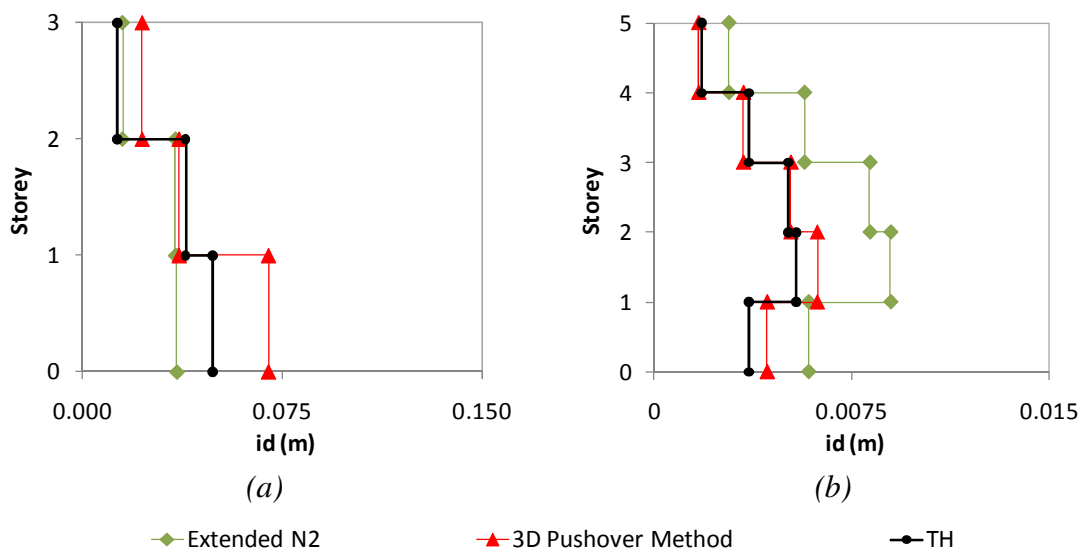 3
2
1
0
Storey
0.000
0.075
0.150
id (m)
(a)
5
4
3
2
1
0
Storey
0
0.0075
0.015
id (m)
(b)
Extended N2
3D Pushover Method
TH